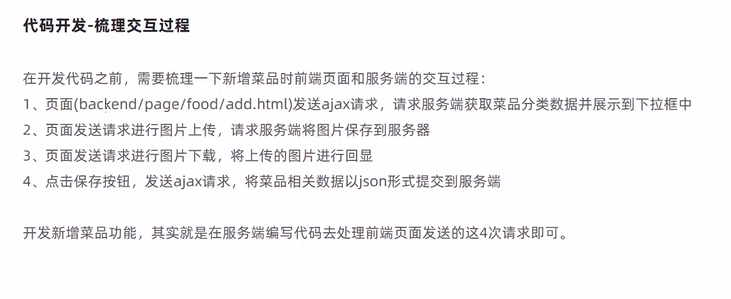 代码开发-梳理交互过程
在开发代码之前，需要梳理一下新增菜品时前端页面和服务端的交互过程：
1、页面(backend/page/food/add.html)发送ajax请求，请求服务端获取菜品分类数据并展示到下拉框中
2、页面发送请求进行图片上传，请求服务端将图片保存到服务器
3、页面发送请求进行图片下载，将上传的图片进行回显
4、点击保存按钮，发送ajax请求，将菜品相关数据以json形式提交到服务端
开发新增菜品功能，其实就是在服务端编写代码去处理前端页面发送的这4次请求即可。